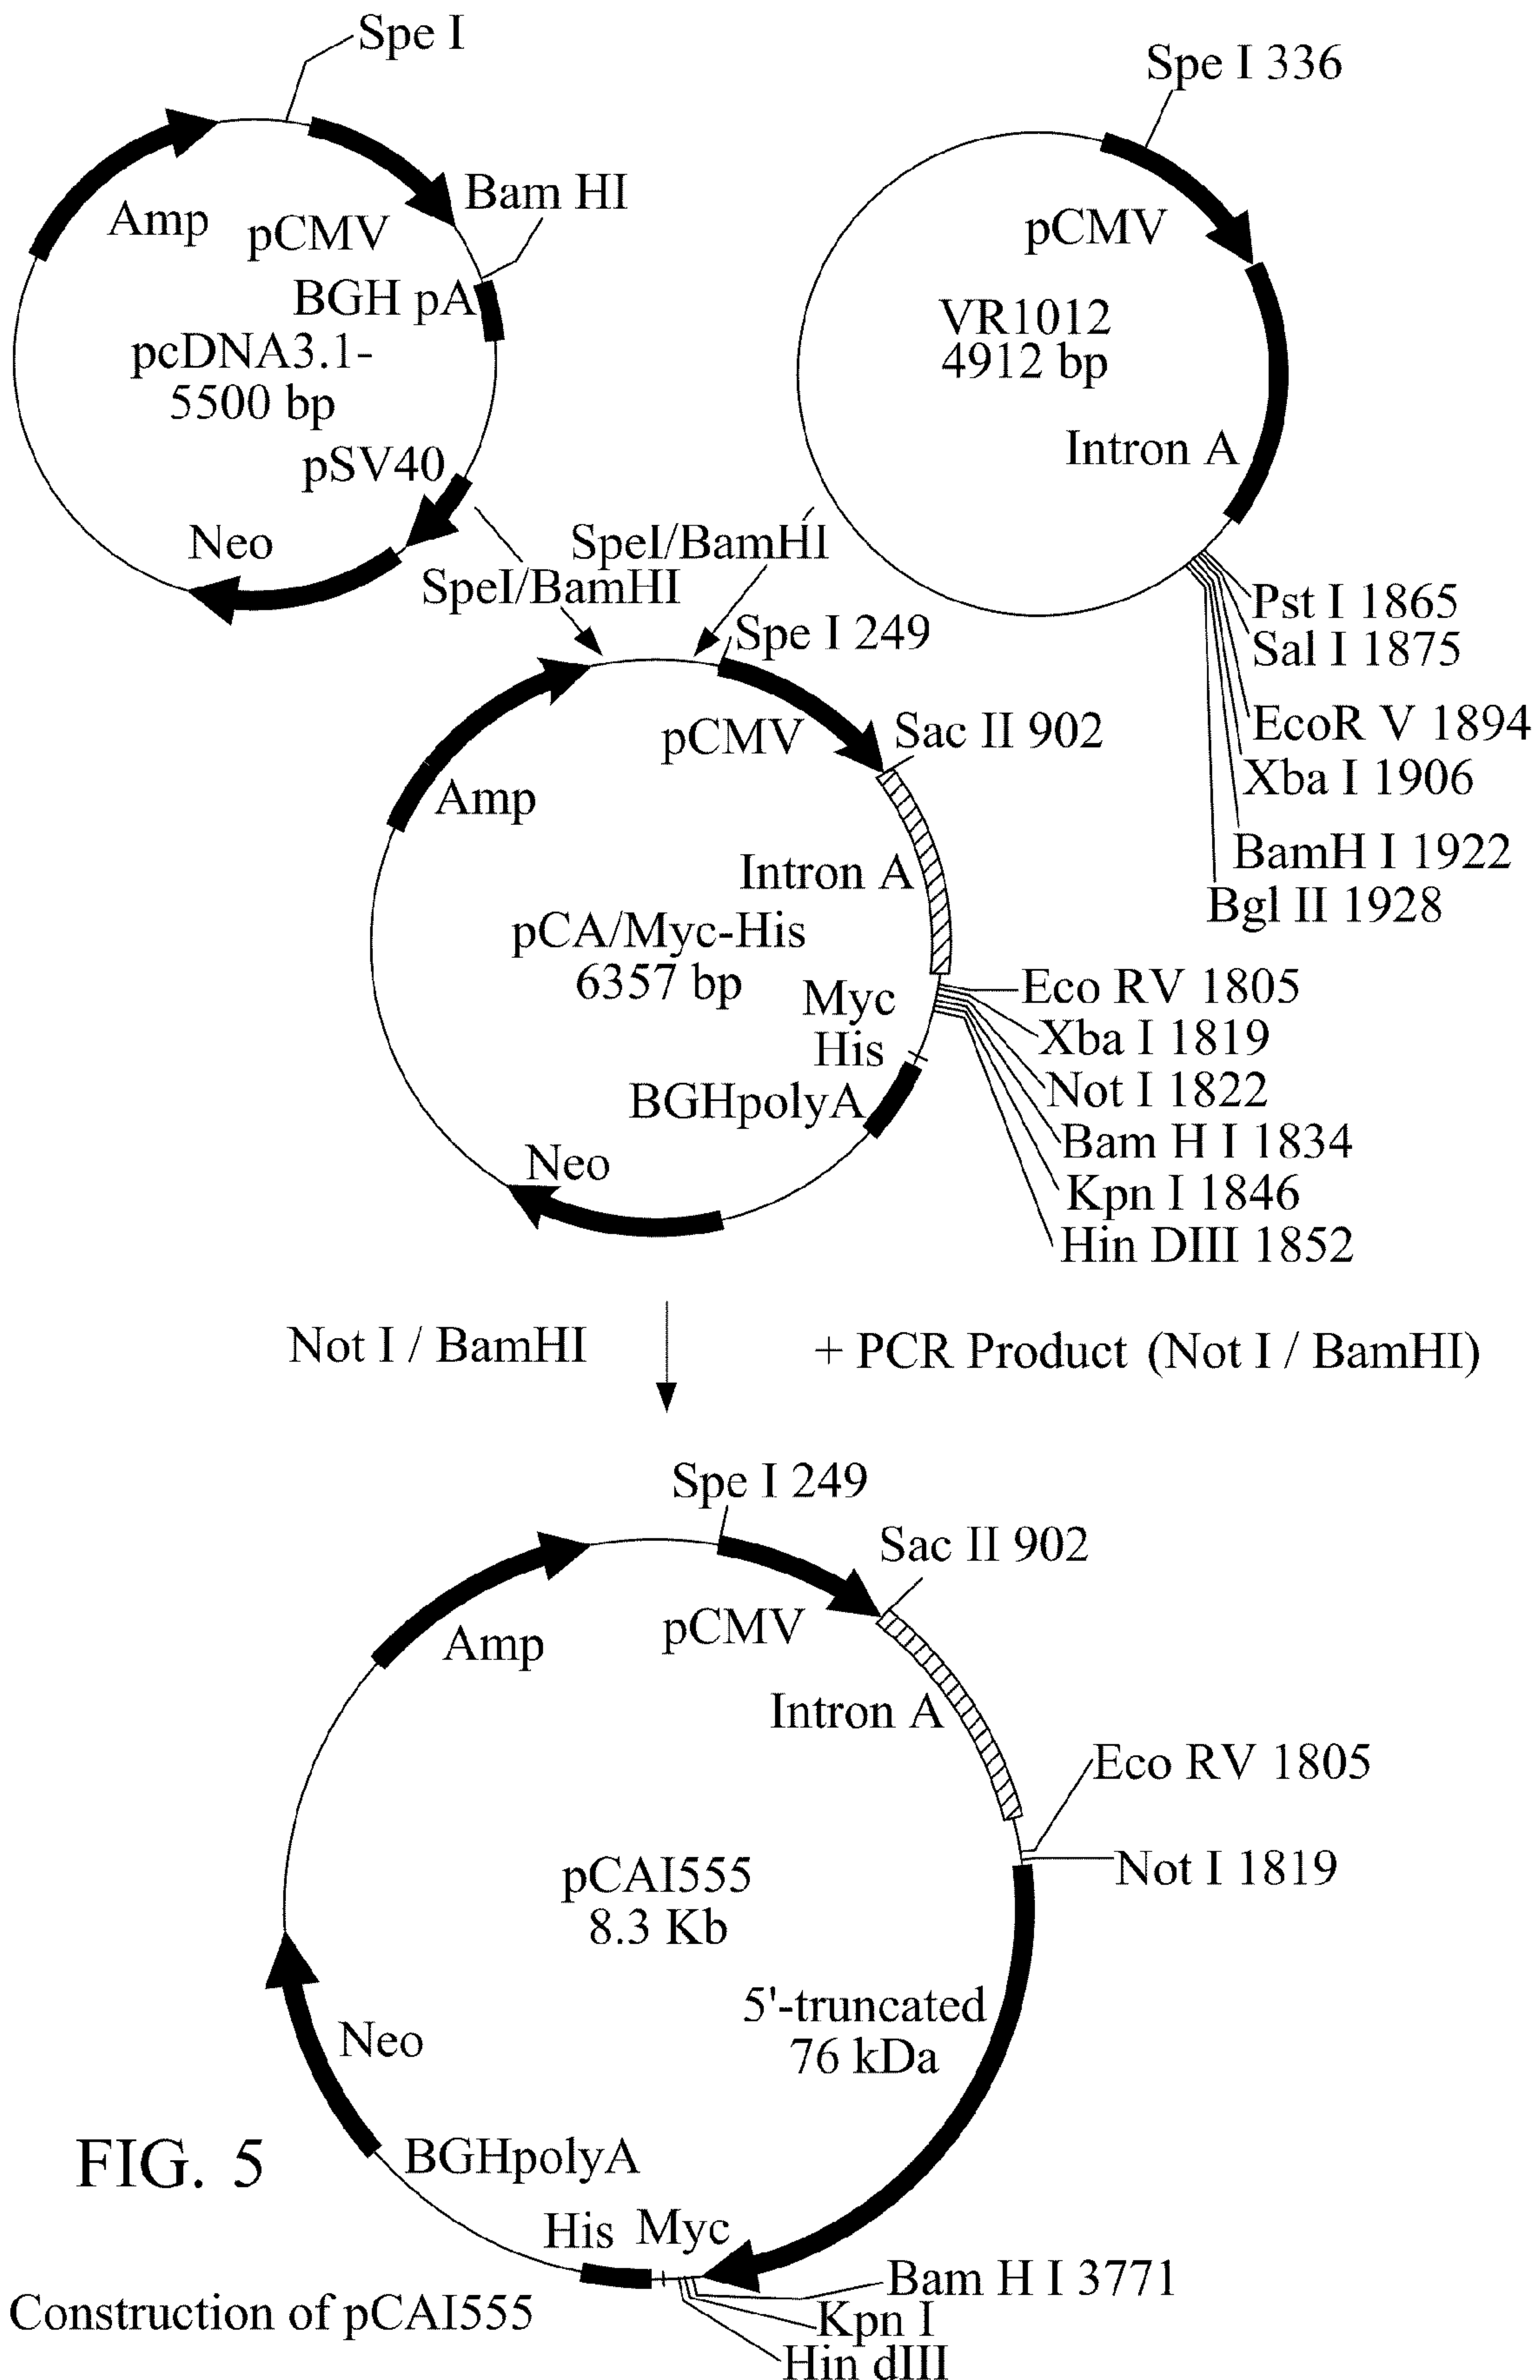 Spe I
Amp
pCMV
Bam HI
BGH pA
pcDNA3.1-
5500 bp
pSV40
Neo
SpeI/BamHI
Spe I 336
pCMV
VR1012
4912 bp
Intron A
SpeI/BamHI
Pst I 1865
Sal I 1875
EcoR V 1894
Xba I 1906
BamH I 1922
Bgl II 1928
Spe I 249
pCMV
Sac II 902
Amp
Intron A
pCA/Myc-His
6357 bp
Myc
His
BGHpolyA
Neo
Eco RV 1805
Xba I 1819
Not I 1822
Bam H I 1834
Kpn I 1846
Hin DIII 1852
Not I / BamHI
+ PCR Product (Not I / BamHI)
Spe I 249
Sac II 902
Amp
pCMV
Intron A
Eco RV 1805
Not I 1819
pCAI555
8.3 Kb
5'-truncated
76 kDa
Neo
BGHpolyA
His Myc
Bam H I 3771
Kpn I
Hin dIII
FIG. 5
Construction of pCAI555